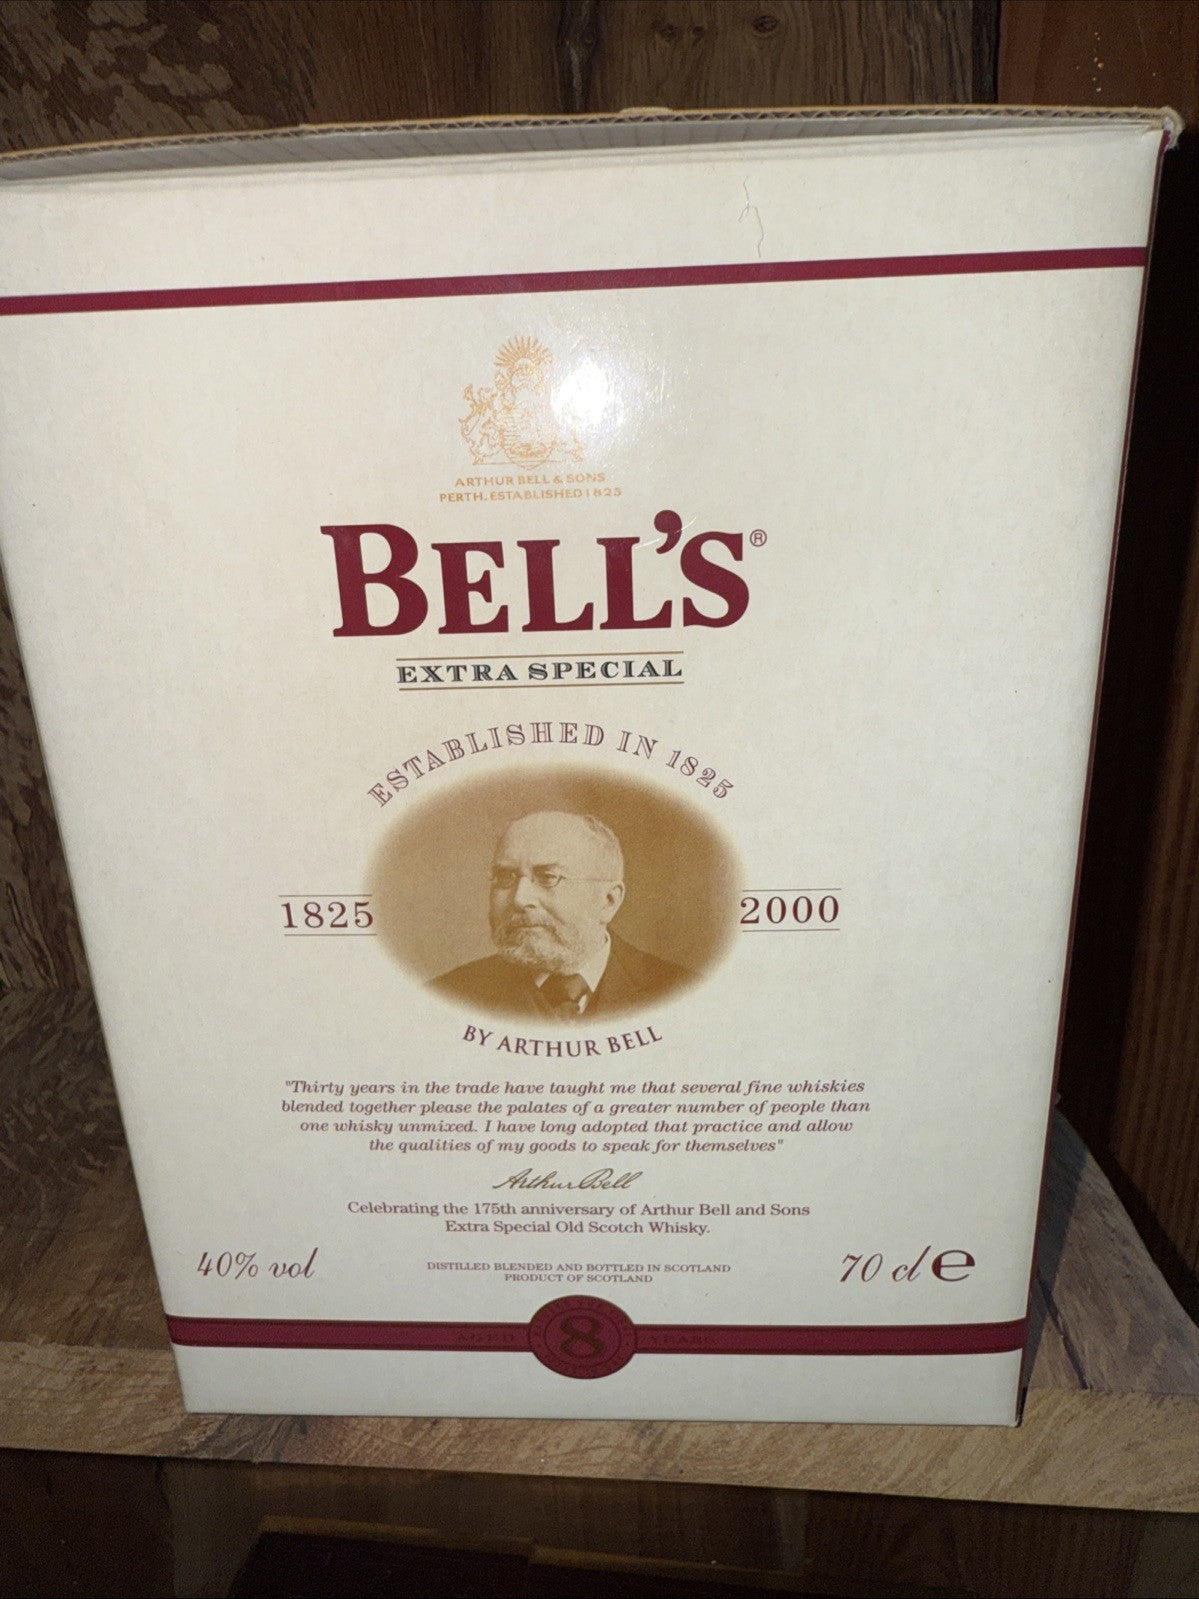 ARTHUR BELL & SONS
PERTH. ESTABLISHED 1825
BELL'S®
EXTRA SPECIAL
ESTABLISHED IN 1825
1825
2000
BY ARTHUR BELL
"Thirty years in the trade have taught me that several fine whiskies
blended together please the palates of a greater number of people than
one whisky unmixed. I have long adopted that practice and allow
the qualities of my goods to speak for themselves"
Arthur Bell
Celebrating the 175th anniversary of Arthur Bell and Sons
Extra Special Old Scotch Whisky.
40% vol
DISTILLED BLENDED AND BOTTLED IN SCOTLAND
PRODUCT OF SCOTLAND
70 cl e
AGED 8 YEARS